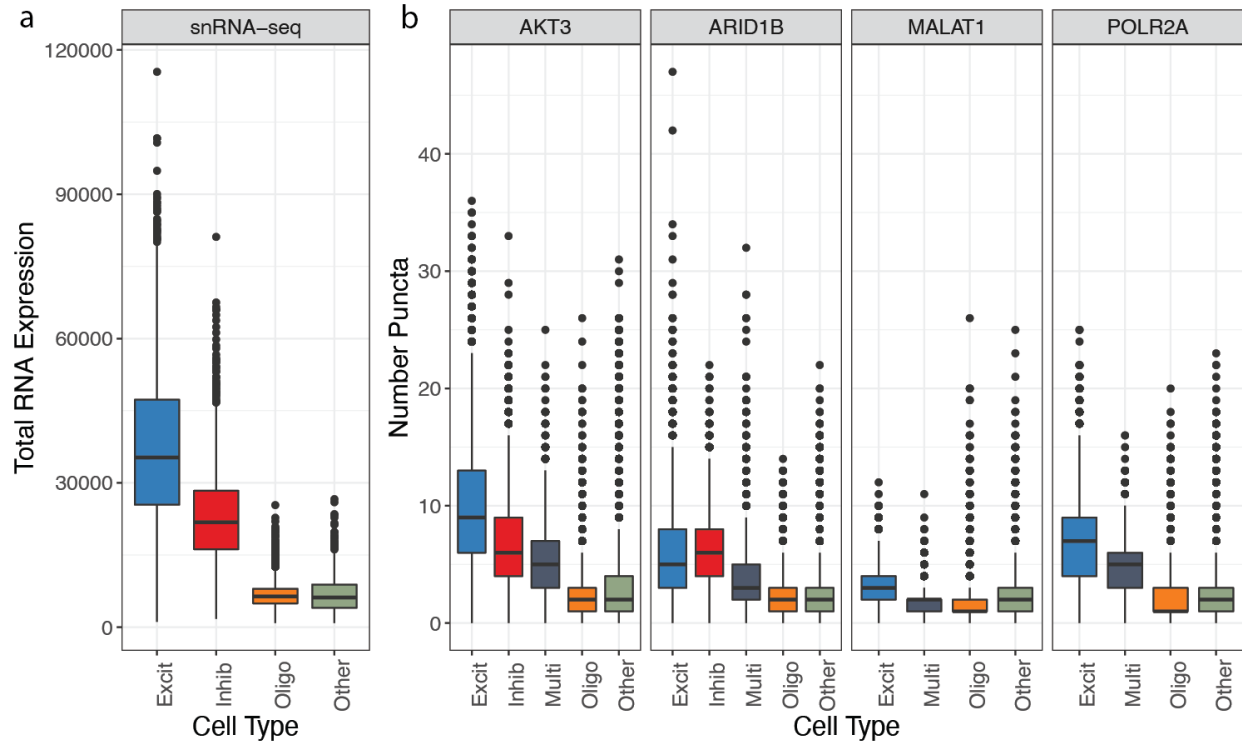 a
snRNA−seq
Total RNA Expression
120000
90000
60000
30000
0
Excit
Inhib
Oligo
Other
Cell Type
b
AKT3
ARID1B
MALAT1
POLR2A
Number Puncta
40
30
20
10
0
Excit
Inhib
Multi
Oligo
Other
Excit
Inhib
Multi
Oligo
Other
Excit
Multi
Oligo
Other
Excit
Multi
Oligo
Other
Cell Type